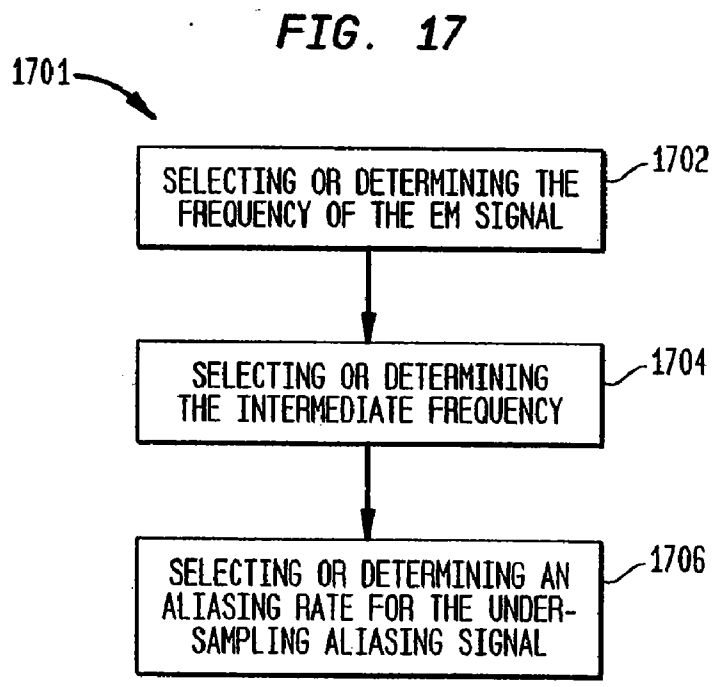 FIG. 17
1701
1702
SELECTING OR DETERMINING THE
FREQUENCY OF THE EM SIGNAL
1704
SELECTING OR DETERMINING
THE INTERMEDIATE FREQUENCY
1706
SELECTING OR DETERMINING AN
ALIASING RATE FOR THE UNDER-
SAMPLING ALIASING SIGNAL